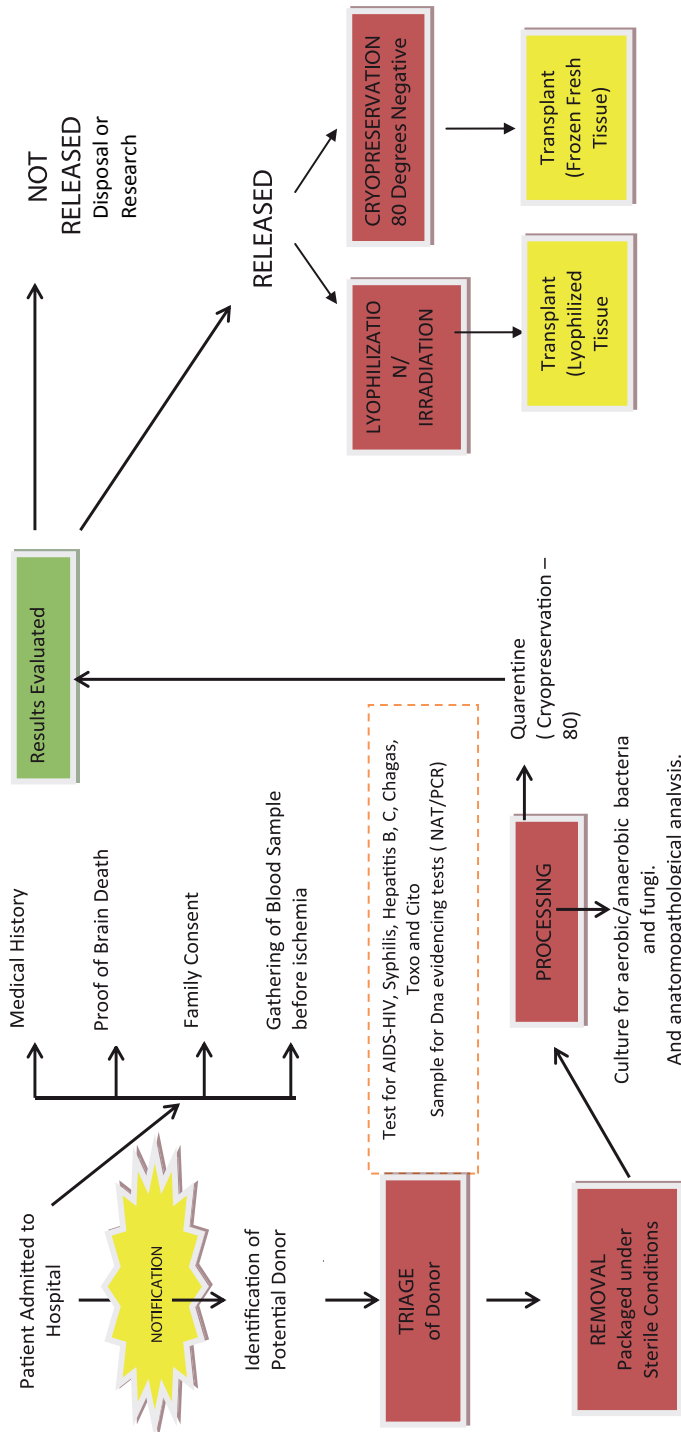 Patient Admitted to
Hospital
NOTIFICATION
Identification of
Potential Donor
Medical History
Proof of Brain Death
Family Consent
Gathering of Blood Sample
before ischemia
TRIAGE
of Donor
Test for AIDS-HIV, Syphilis, Hepatitis B, C, Chagas,
Toxo and Cito
Sample for Dna evidencing tests ( NAT/PCR)
REMOVAL
Packaged under
Sterile Conditions
PROCESSING
Culture for aerobic/anaerobic bacteria
and fungi.
And anatomopathological analysis.
Quarentine
( Cryopreservation –
80)
Results Evaluated
NOT
RELEASED
Disposal or
Research
RELEASED
LYOPHILIZATIO
N/
IRRADIATION
CRYOPRESERVATION
80 Degrees Negative
Transplant
(Lyophilized
Tissue
Transplant
(Frozen Fresh
Tissue)